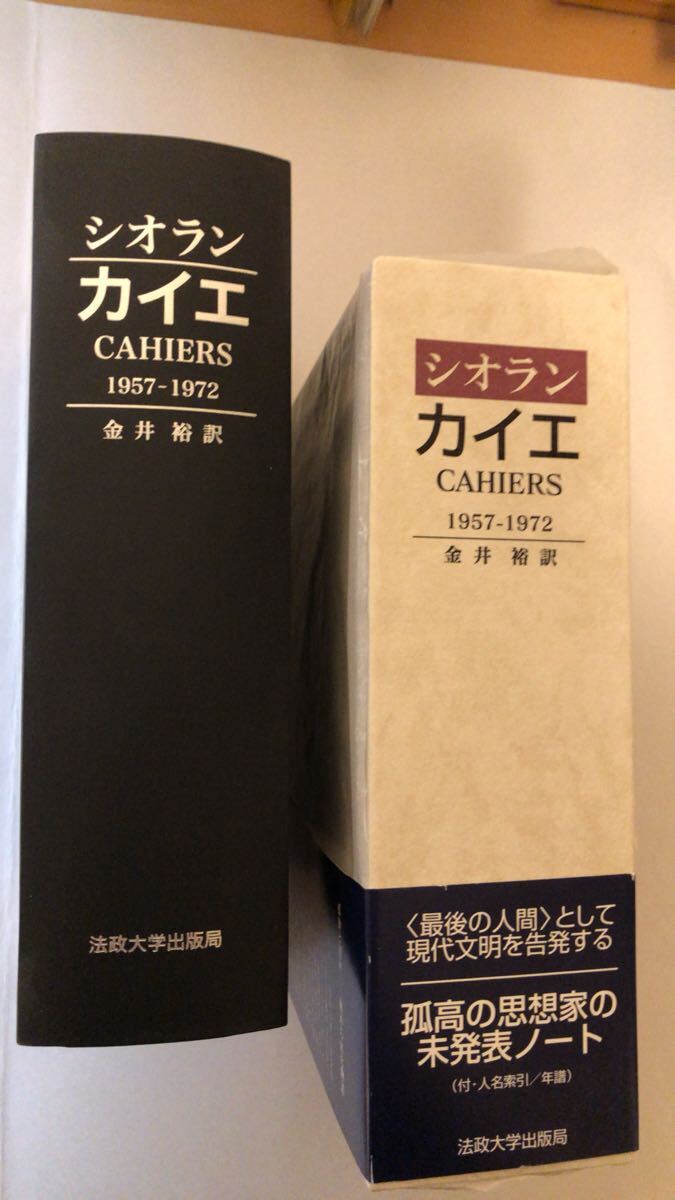 シオラン
カイエ
CAHIERS
1957-1972
金井 裕訳
法政大学出版局
シオラン
カイエ
CAHIERS
1957-1972
金井 裕訳
〈最後の人間〉として
現代文明を告発する
孤高の思想家の
未発表ノート
(付・人名索引/年譜)
法政大学出版局